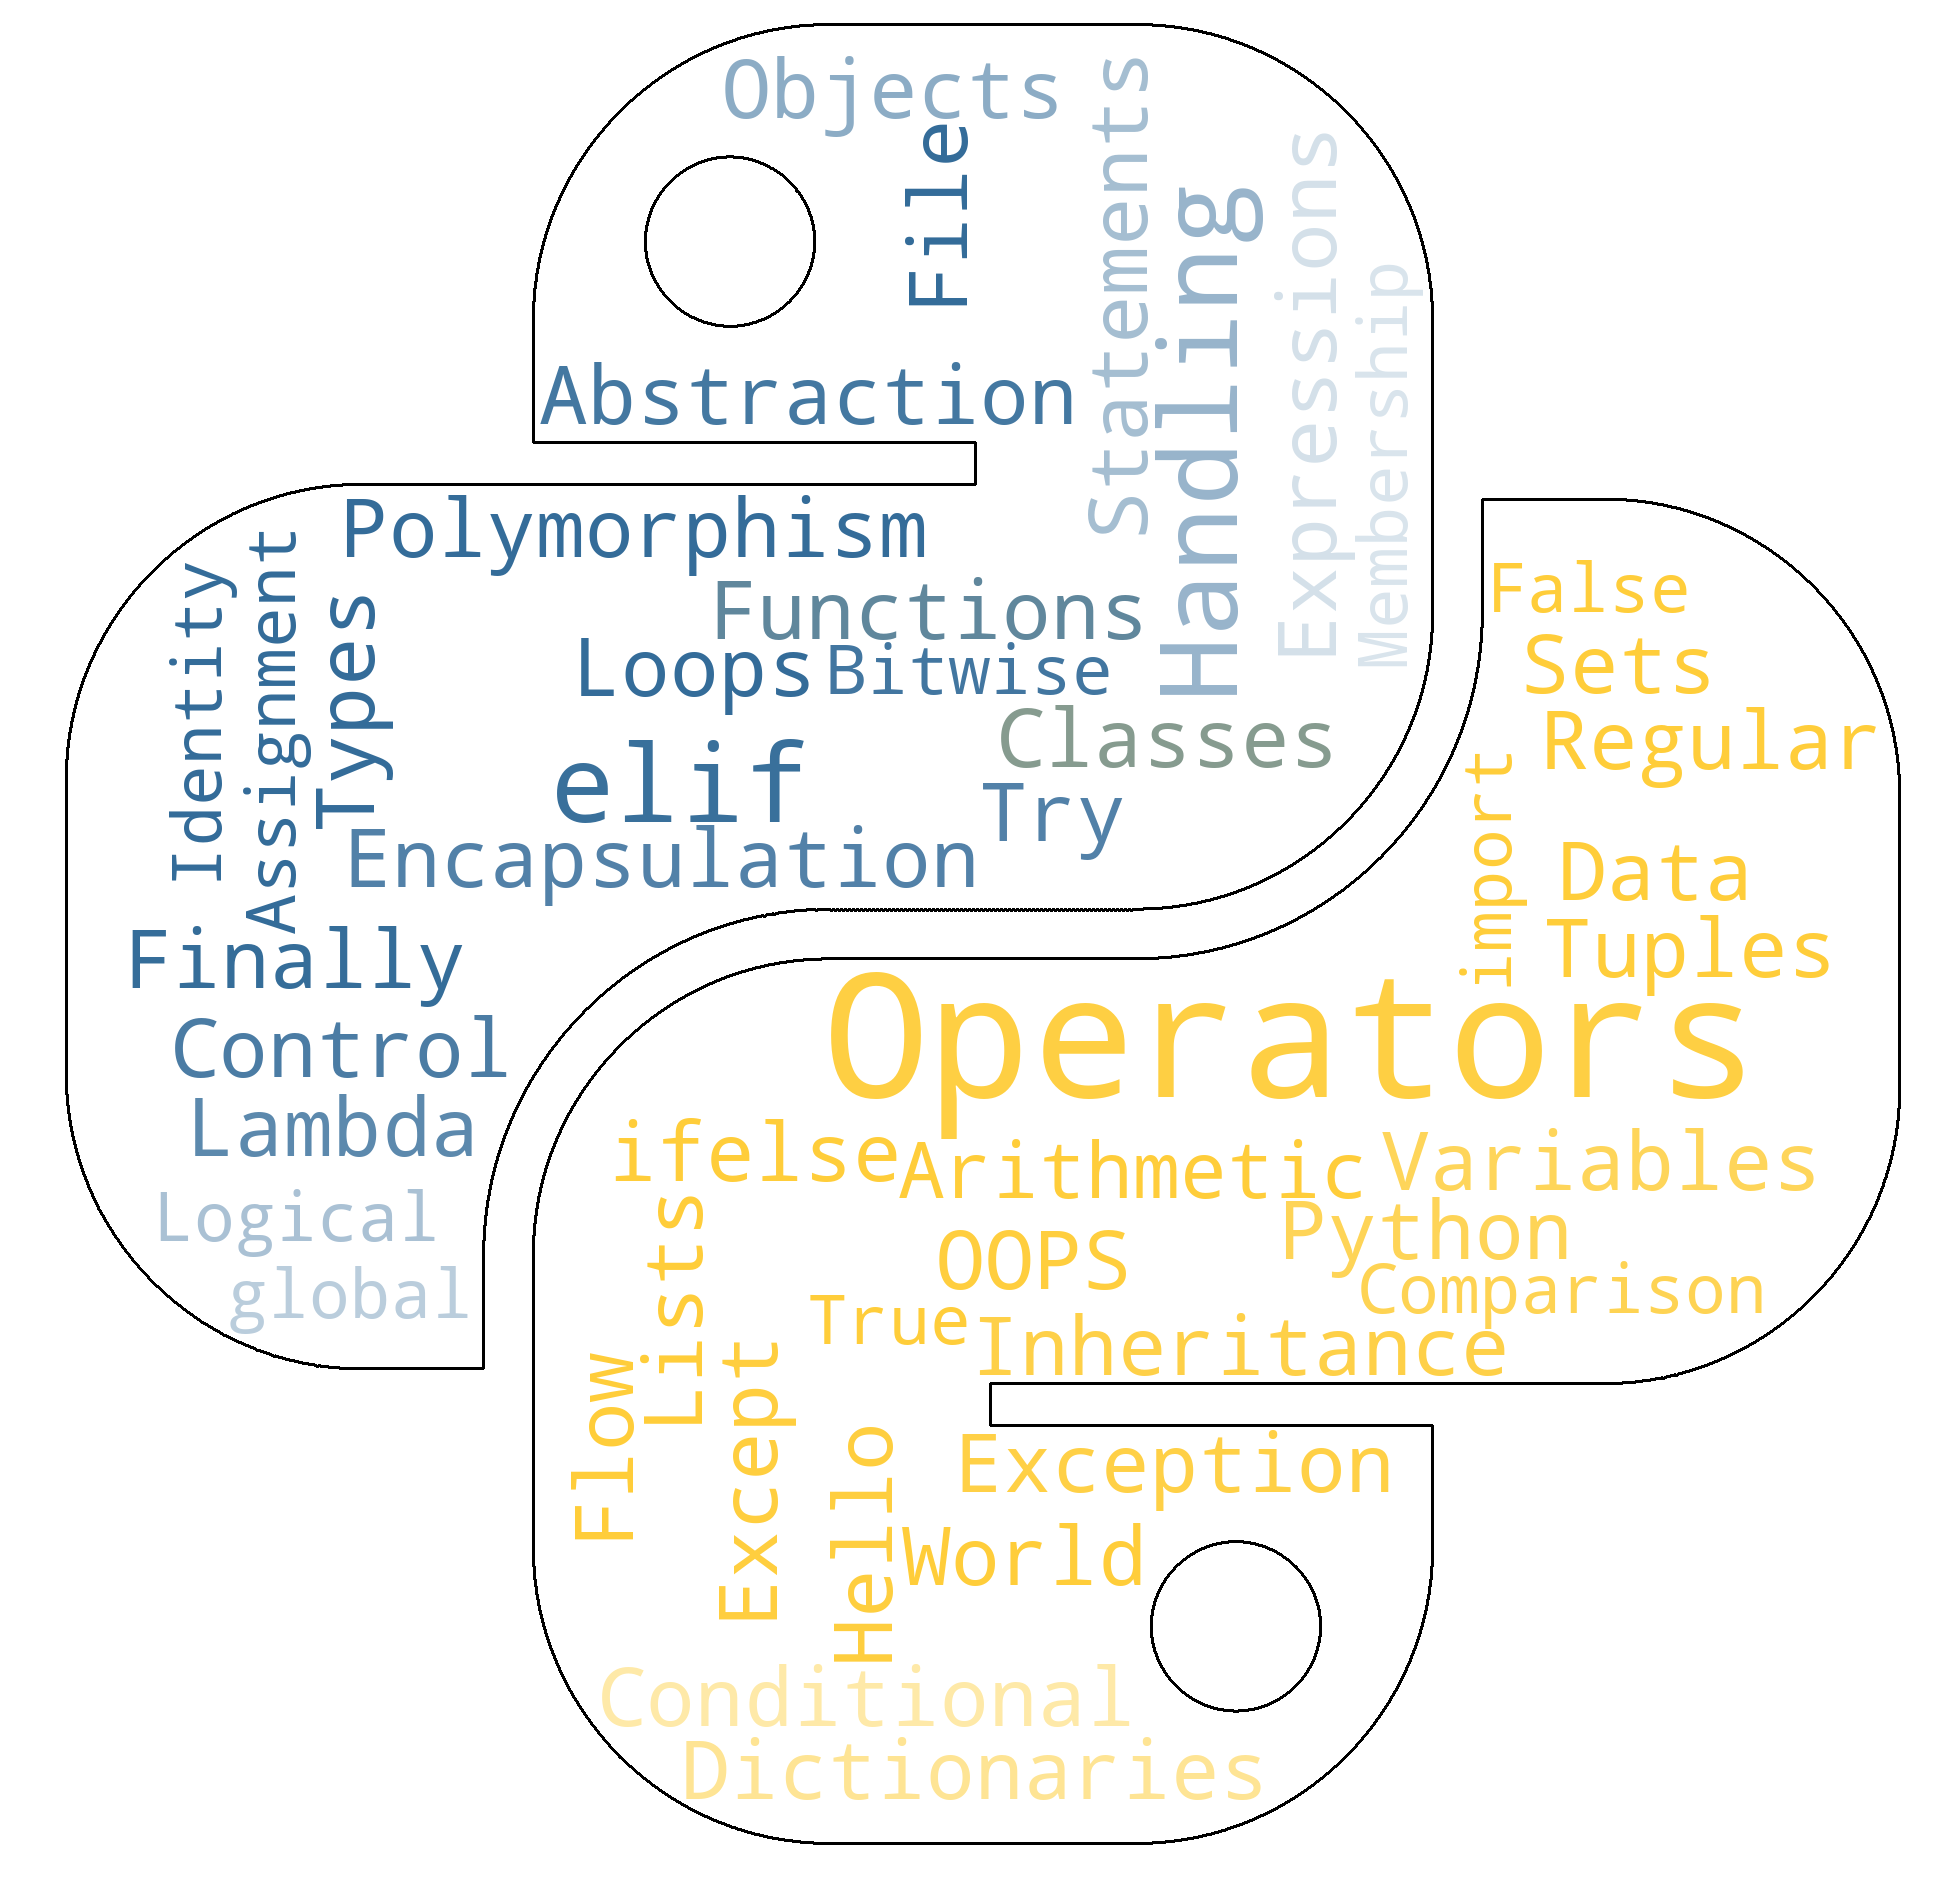 Objects
File
Statements
Handling
Expressions
Membership
Abstraction
Polymorphism
Identity
Assignment
Types
Functions
Loops
Bitwise
Classes
elif
Try
Encapsulation
Finally
Control
Lambda
Logical
global
False
Sets
Regular
import
Data
Tuples
Operators
ifelse
Arithmetic
Variables
Lists
OOPS
Python
True
Comparison
Inheritance
Flow
Except
Hello
Exception
World
Conditional
Dictionaries